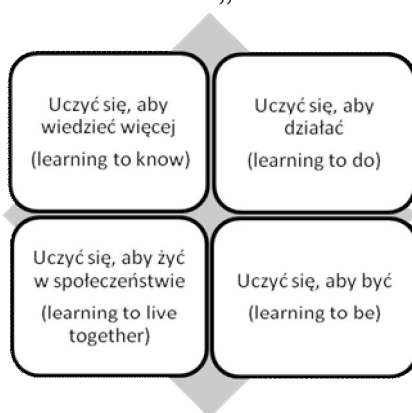 „
Uczyć się, aby
wiedzieć więcej
(learning to know)
Uczyć się, aby
działać
(learning to do)
Uczyć się, aby żyć
w społeczeństwie
(learning to live
together)
Uczyć się, aby być
(learning to be)